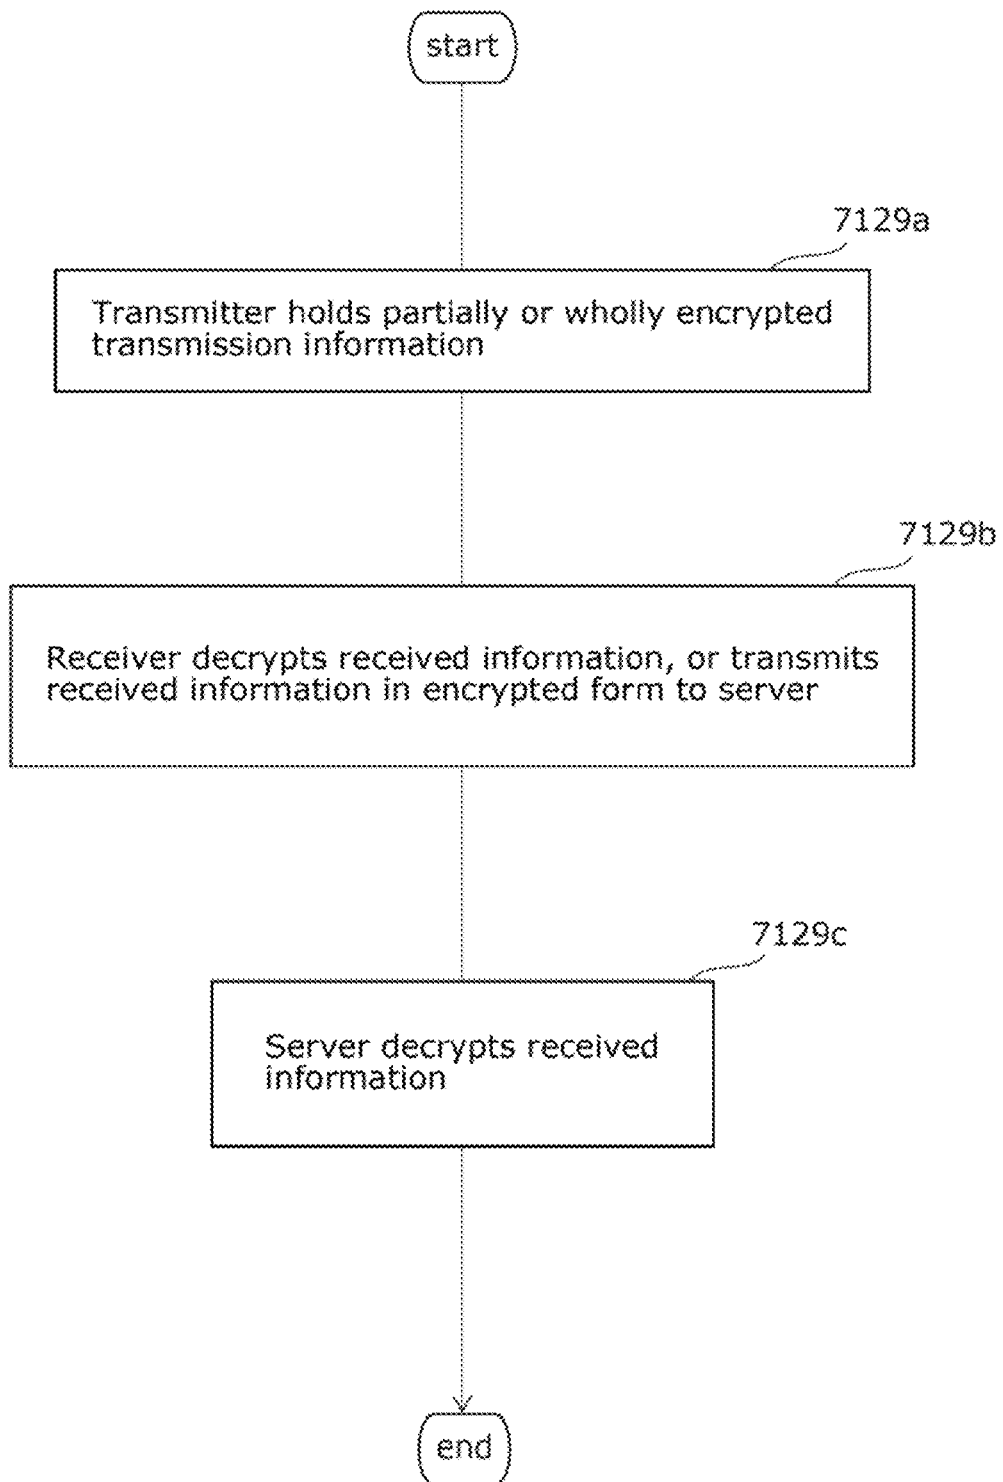 start
7129a
Transmitter holds partially or wholly encrypted
transmission information
7129b
Receiver decrypts received information, or transmits
received information in encrypted form to server
7129c
Server decrypts received
information
end